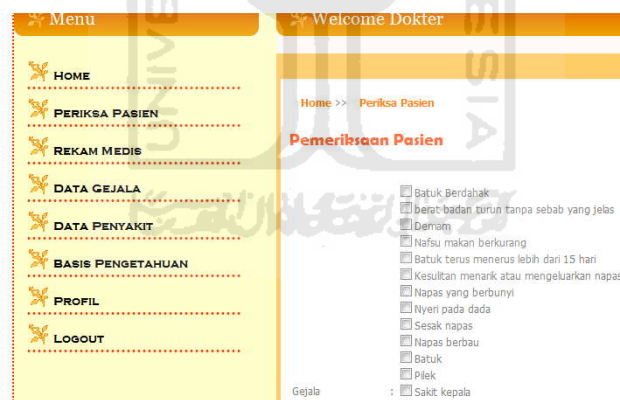 Menu
Welcome Dokter
HOME
PERIKSA PASIEN
REKAM MEDIS
DATA GEJALA
DATA PENYAKIT
BASIS PENGETAHUAN
PROFIL
LOGOUT
Home >> Periksa Pasien
Pemeriksaan Pasien
Batuk Berdahak
berat badan turun tanpa sebab yang jelas
Demam
Nafsu makan berkurang
Batuk terus menerus lebih dari 15 hari
Kesulitan menarik atau mengeluarkan napas
Napas yang berbunyi
Nyeri pada dada
Sesak napas
Napas berbau
Batuk
Pilek
Gejala : Sakit kepala